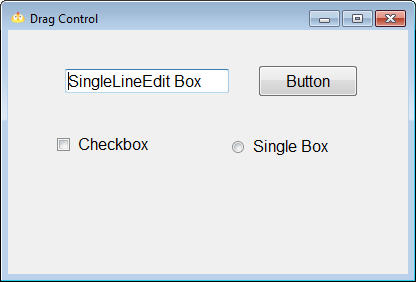 Drag Control
SingleLineEdit Box
Button
Checkbox
Single Box